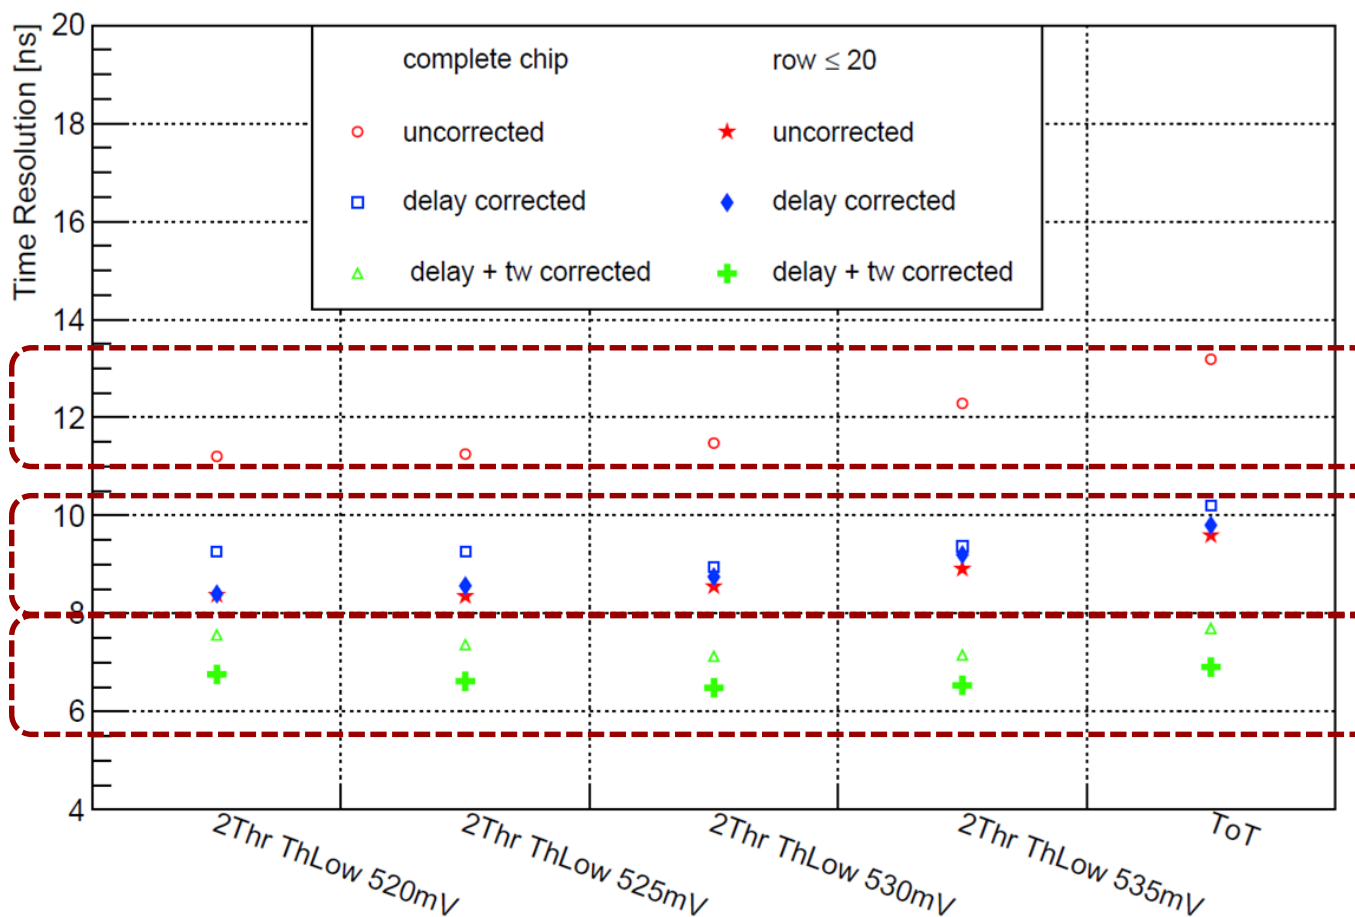 Time Resolution [ns]
20
18
16
14
12
10
8
6
4
complete chip
row ≤ 20
uncorrected
uncorrected
delay corrected
delay corrected
delay + tw corrected
delay + tw corrected
2Thr ThLow 520mV
2Thr ThLow 525mV
2Thr ThLow 530mV
2Thr ThLow 535mV
ToT